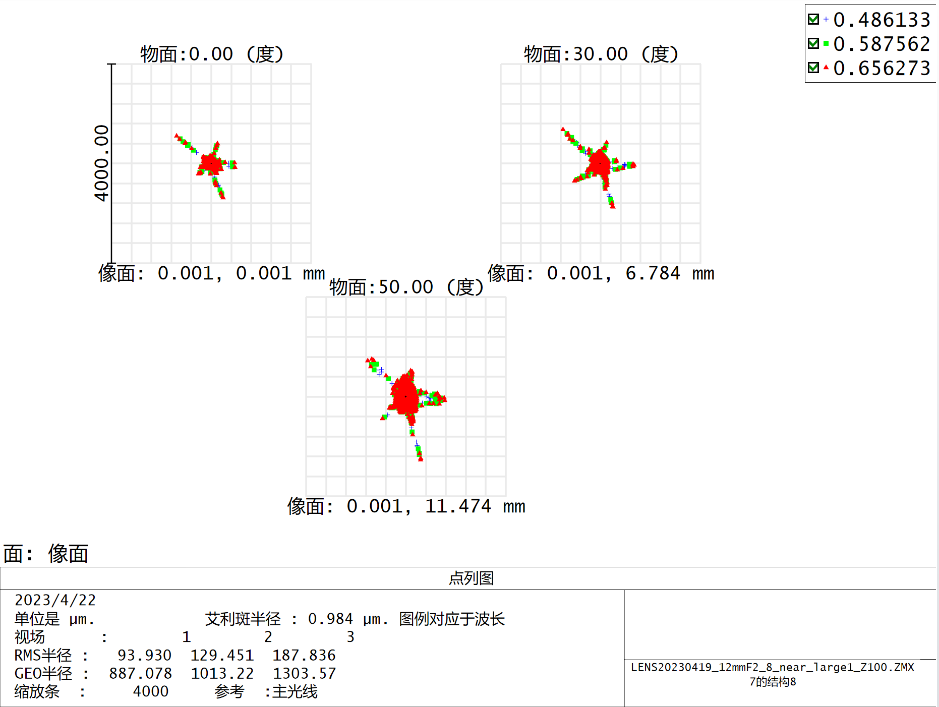 0.486133
0.587562
0.656273
物面:0.00 (度)
物面:30.00 (度)
4000.00
像面: 0.001, 0.001 mm
像面: 0.001, 6.784 mm
物面:50.00 (度)
像面: 0.001, 11.474 mm
面: 像面
点列图
2023/4/22
单位是 µm. 艾利斑半径 : 0.984 µm. 图例对应于波长
视场 : 1 2 3
RMS半径 : 93.930 129.451 187.836
GEO半径 : 887.078 1013.22 1303.57
缩放条 : 4000 参考 :主光线
LENS20230419_12mmF2_8_near_large1_Z100.ZMX
7的结构8